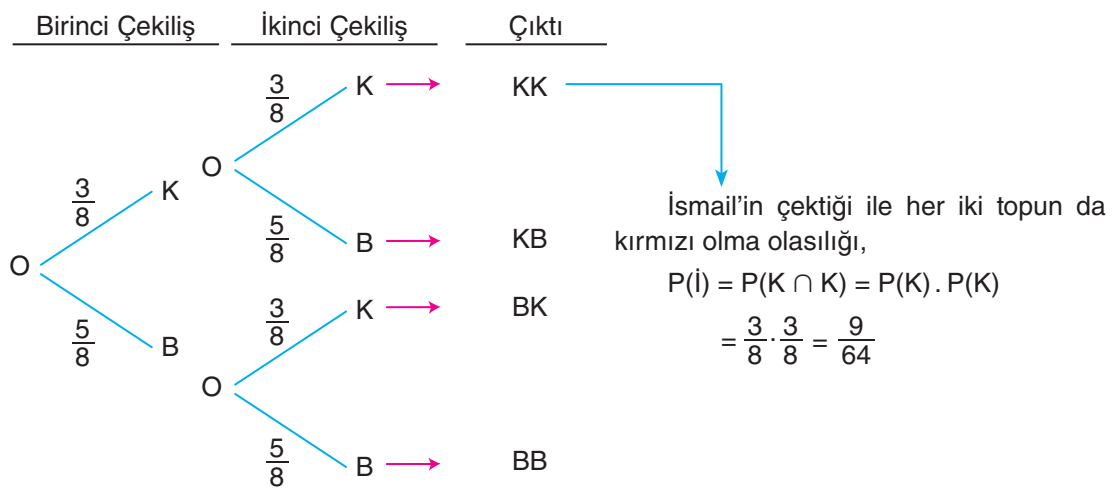 Birinci Çekiliş İkinci Çekiliş Çıktı
3/8 K KK
O
3/8 K
5/8 B KB
O
5/8 B
3/8 K BK
O
5/8 B BB
İsmail'in çektiği ile her iki topun da
kırmızı olma olasılığı,
P(İ) = P(K ∩ K) = P(K) . P(K)
= 3/8 · 3/8 = 9/64